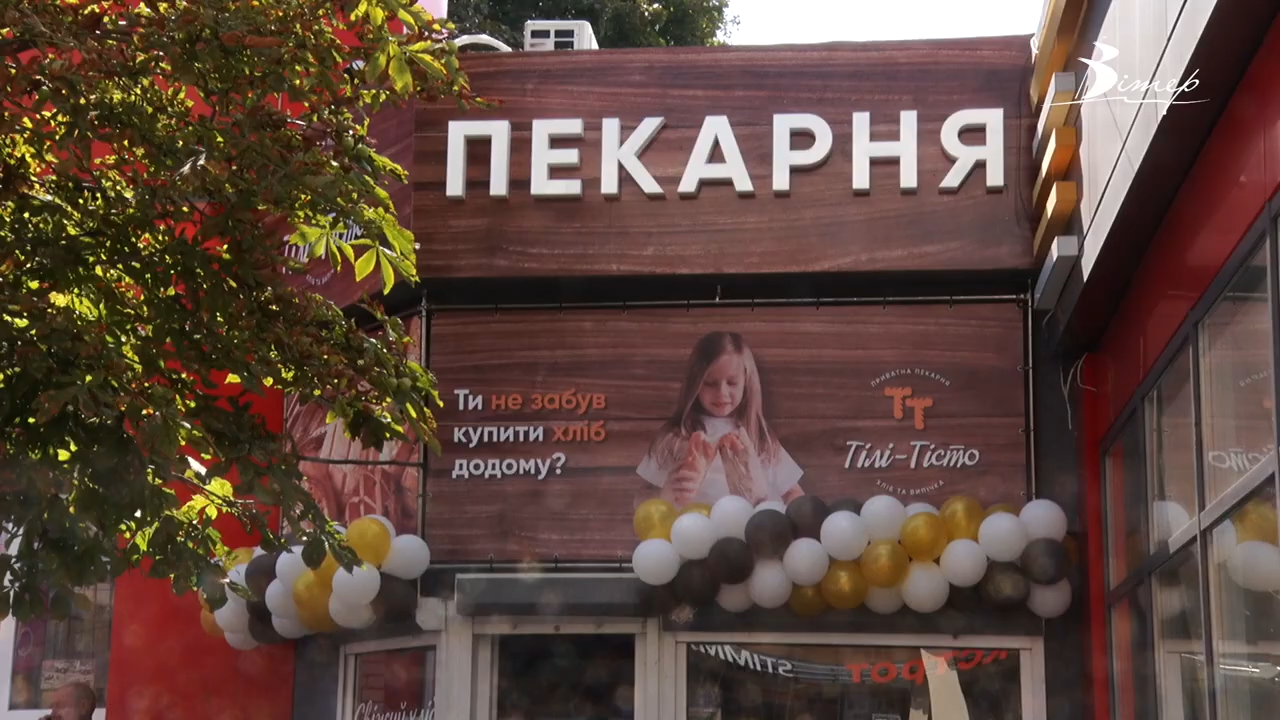 Вітер
ПЕКАРНЯ
Ти не забув
купити хліб
додому?
ПРИВАТНА ПЕКАРНЯ
ТТ
Тілі-Тісто
ХЛІБ ТА ВИПІЧКА